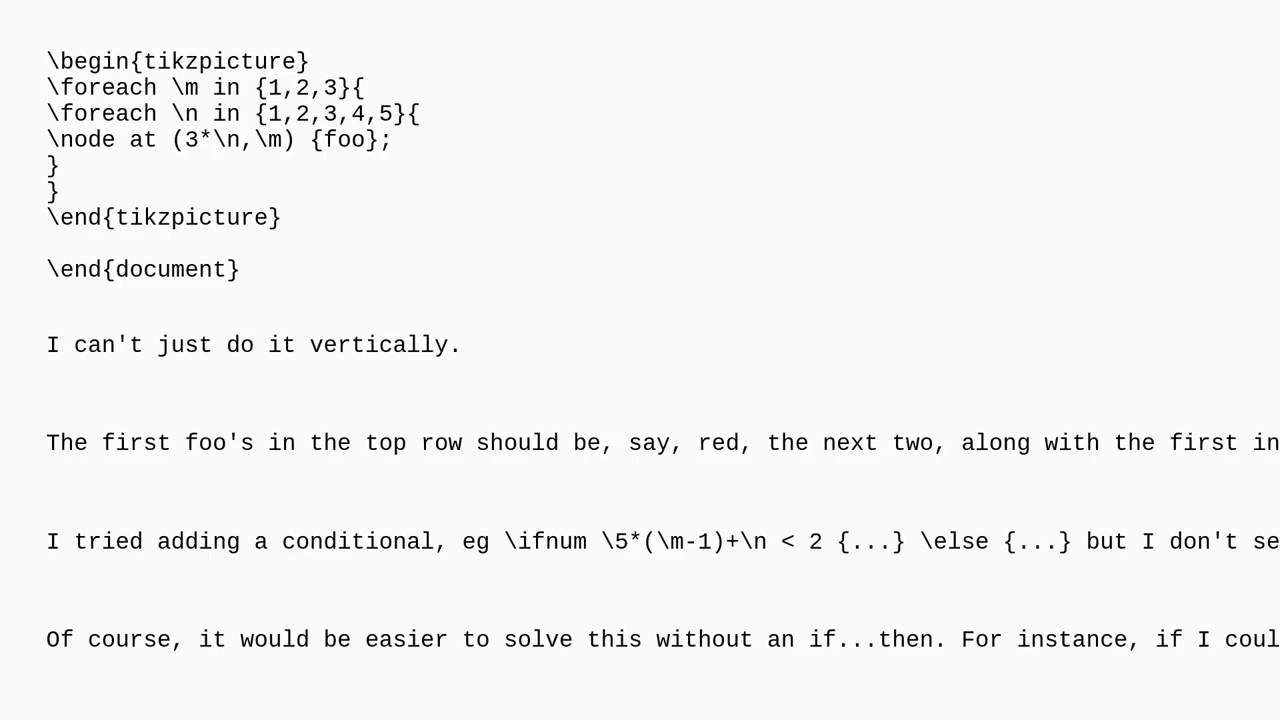 \begin{tikzpicture}
\foreach \m in {1,2,3}{
\foreach \n in {1,2,3,4,5}{
\node at (3*\n,\m) {foo};
}
}
\end{tikzpicture}
\end{document}
I can't just do it vertically.
The first foo's in the top row should be, say, red, the next two, along with the first in
I tried adding a conditional, eg \ifnum \5*(\m-1)+\n < 2 {...} \else {...} but I don't se
Of course, it would be easier to solve this without an if...then. For instance, if I coul